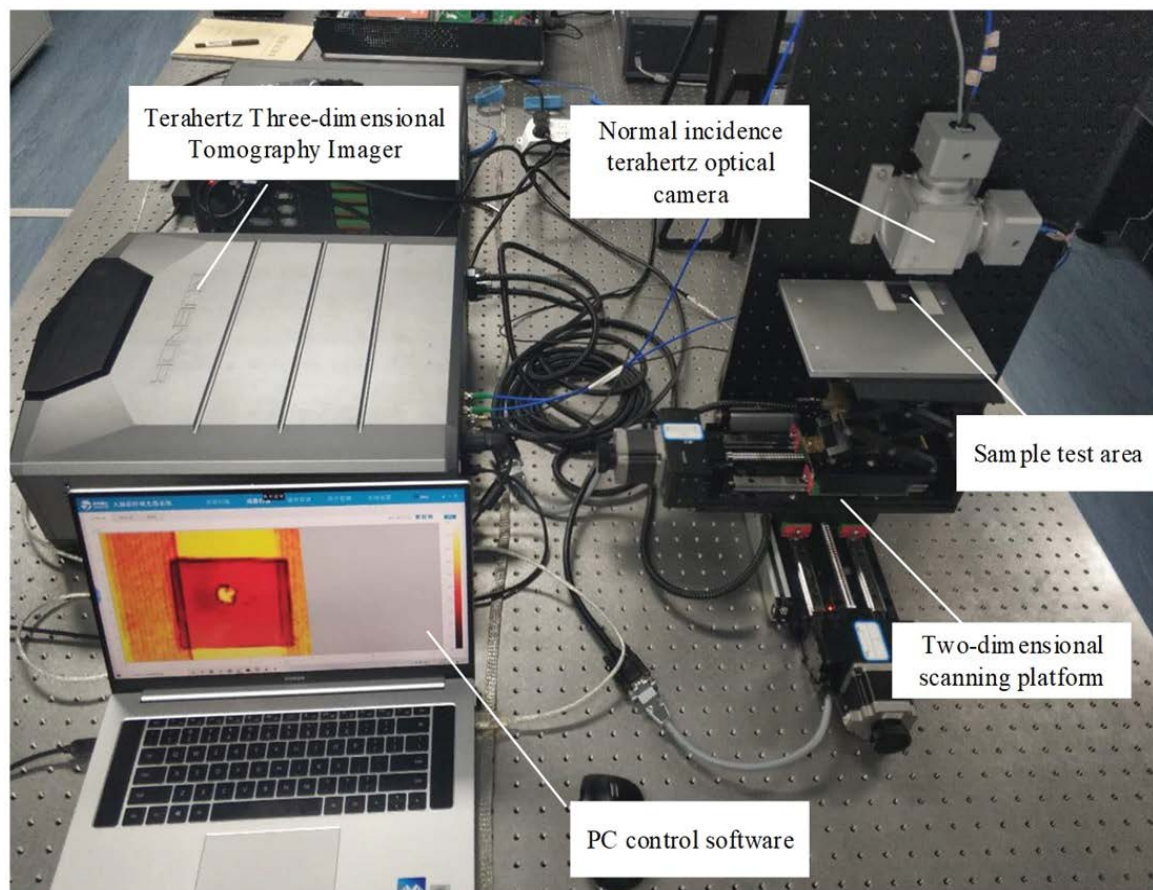 Terahertz Three-dimensional
Tomography Imager
Normal incidence
terahertz optical
camera
Sample test area
Two-dimensional
scanning platform
PC control software